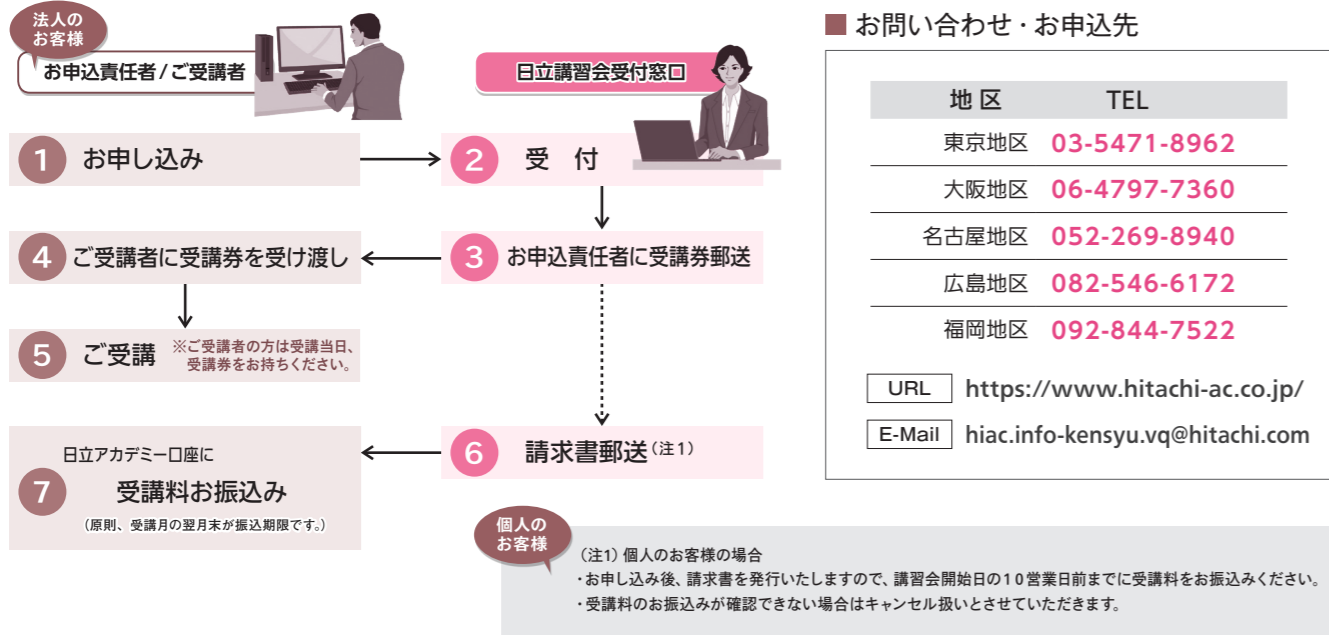 法人の
お客様
お申込責任者/ご受講者
日立講習会受付窓口
1 お申し込み
2 受 付
4 ご受講者に受講券を受け渡し
3 お申込責任者に受講券郵送
5 ご受講 ※ご受講者の方は受講当日、
受講券をお持ちください。
6 請求書郵送(注1)
日立アカデミー口座に
7 受講料お振込み
(原則、受講月の翌月末が振込期限です。)
■ お問い合わせ・お申込先
地 区 TEL
東京地区 03-5471-8962
大阪地区 06-4797-7360
名古屋地区 052-269-8940
広島地区 082-546-6172
福岡地区 092-844-7522
URL https://www.hitachi-ac.co.jp/
E-Mail hiac.info-kensyu.vq@hitachi.com
個人の
お客様
(注1) 個人のお客様の場合
・お申し込み後、請求書を発行いたしますので、講習会開始日の10営業日前までに受講料をお振込みください。
・受講料のお振込みが確認できない場合はキャンセル扱いとさせていただきます。